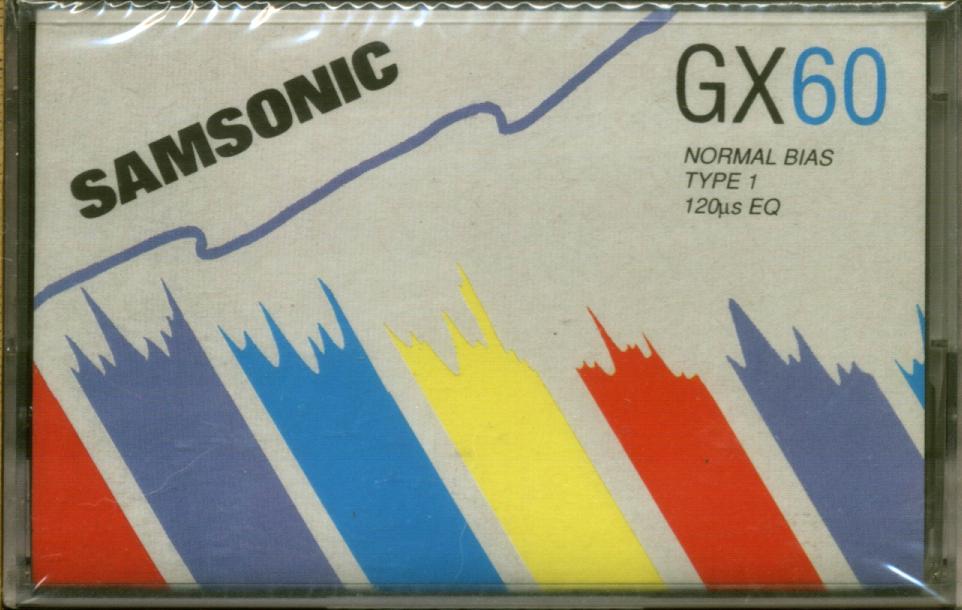 SAMSONIC
GX60
NORMAL BIAS
TYPE 1
120µs EQ